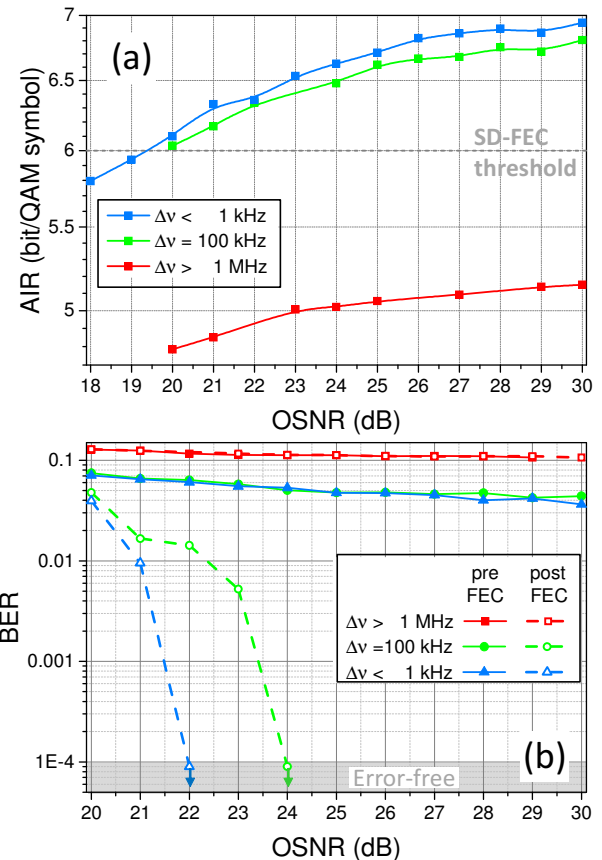 (a)
AIR (bit/QAM symbol)
7
6.5
6
5.5
5
SD-FEC
threshold
Δν < 1 kHz
Δν = 100 kHz
Δν > 1 MHz
18 19 20 21 22 23 24 25 26 27 28 29 30
OSNR (dB)
BER
0.1
0.01
0.001
1E-4
pre post
FEC FEC
Δν > 1 MHz
Δν =100 kHz
Δν < 1 kHz
Error-free
(b)
20 21 22 23 24 25 26 27 28 29 30
OSNR (dB)